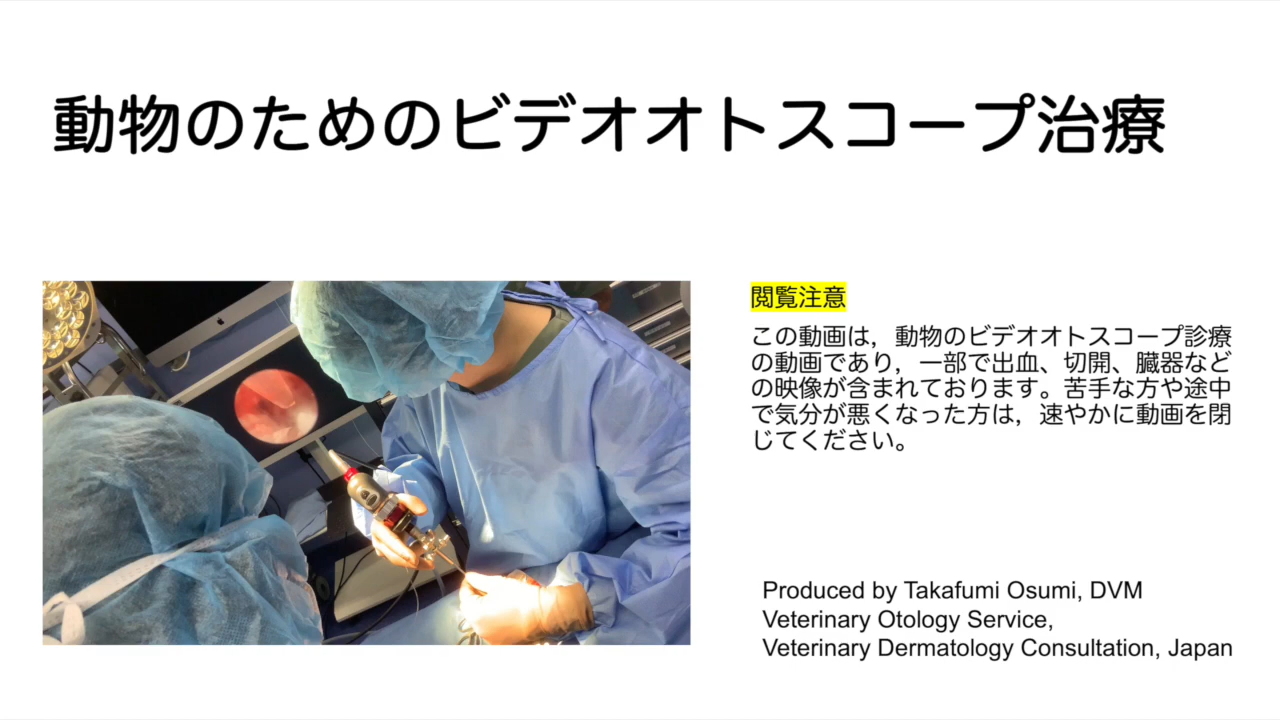 動物のためのビデオオトスコープ治療
閲覧注意
この動画は，動物のビデオオトスコープ診療
の動画であり，一部で出血、切開、臓器など
の映像が含まれております。苦手な方や途中
で気分が悪くなった方は，速やかに動画を閉
じてください。
Produced by Takafumi Osumi, DVM
Veterinary Otology Service,
Veterinary Dermatology Consultation, Japan